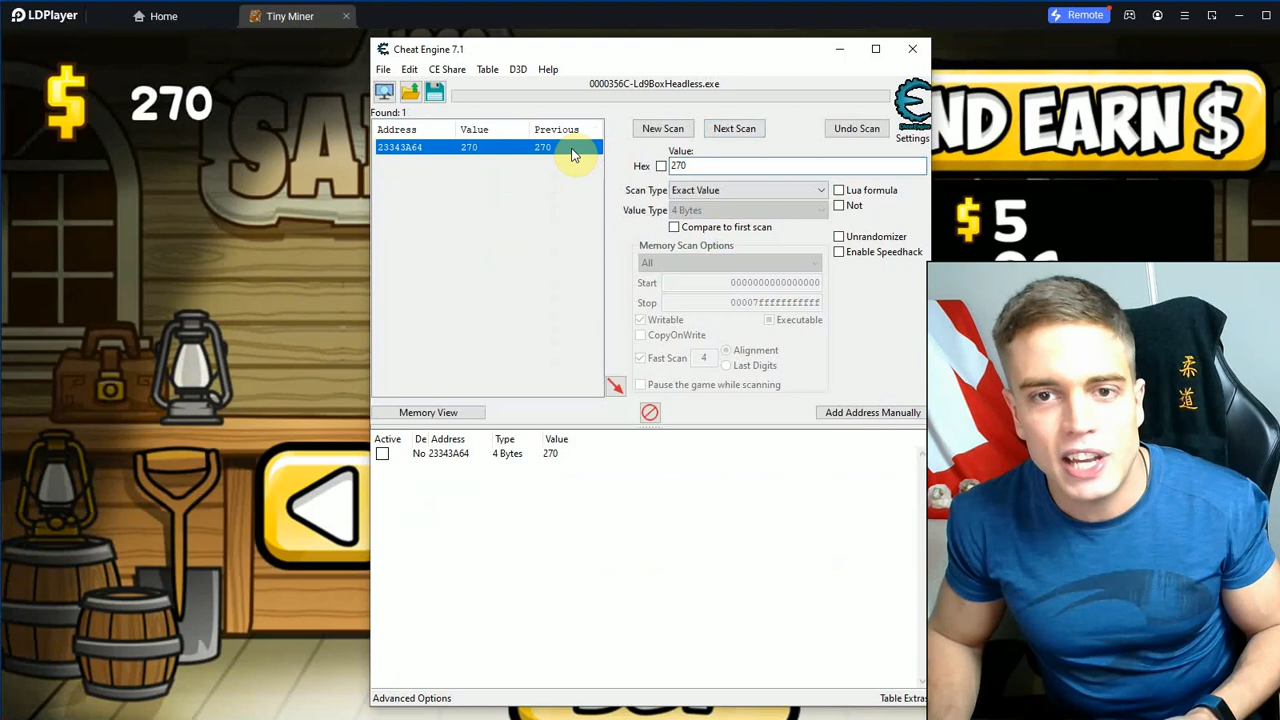 LDPlayer
Home
Tiny Miner
Remote
$ 270
Cheat Engine 7.1
File Edit CE Share Table D3D Help
0000356C-Ld9BoxHeadless.exe
Found: 1
Address Value Previous
23343A64 270 270
New Scan Next Scan Undo Scan
Settings
Value:
Hex 270
Scan Type Exact Value
Lua formula
Not
Value Type 4 Bytes
Compare to first scan
Unrandomizer
Enable Speedhack
Memory Scan Options
All
Start 0000000000000000
Stop 00007fffffffffff
Writable Executable
CopyOnWrite
Fast Scan 4 Alignment
Last Digits
Pause the game while scanning
Memory View
Add Address Manually
Active De Address Type Value
No 23343A64 4 Bytes 270
Advanced Options
Table Extras
SA
ND EARN $
$ 5
柔
道